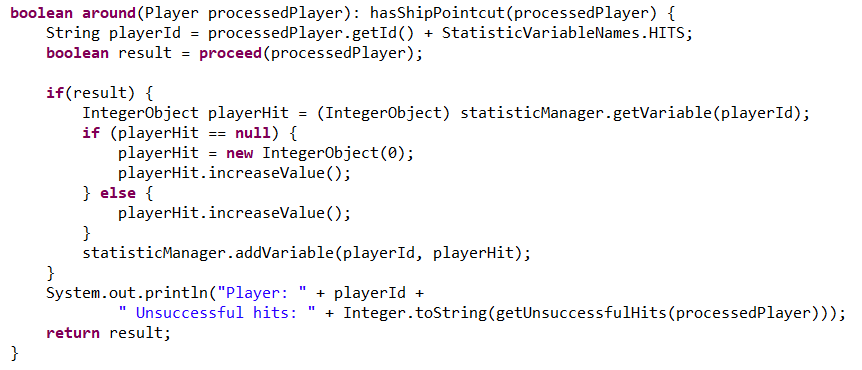 boolean around(Player processedPlayer): hasShipPointcut(processedPlayer) {
    String playerId = processedPlayer.getId() + StatisticVariableNames.HITS;
    boolean result = proceed(processedPlayer);

    if(result) {
        IntegerObject playerHit = (IntegerObject) statisticManager.getVariable(playerId);
        if (playerHit == null) {
            playerHit = new IntegerObject(0);
            playerHit.increaseValue();
        } else {
            playerHit.increaseValue();
        }
        statisticManager.addVariable(playerId, playerHit);
    }
    System.out.println("Player: " + playerId +
            " Unsuccessful hits: " + Integer.toString(getUnsuccessfulHits(processedPlayer)));
    return result;
}